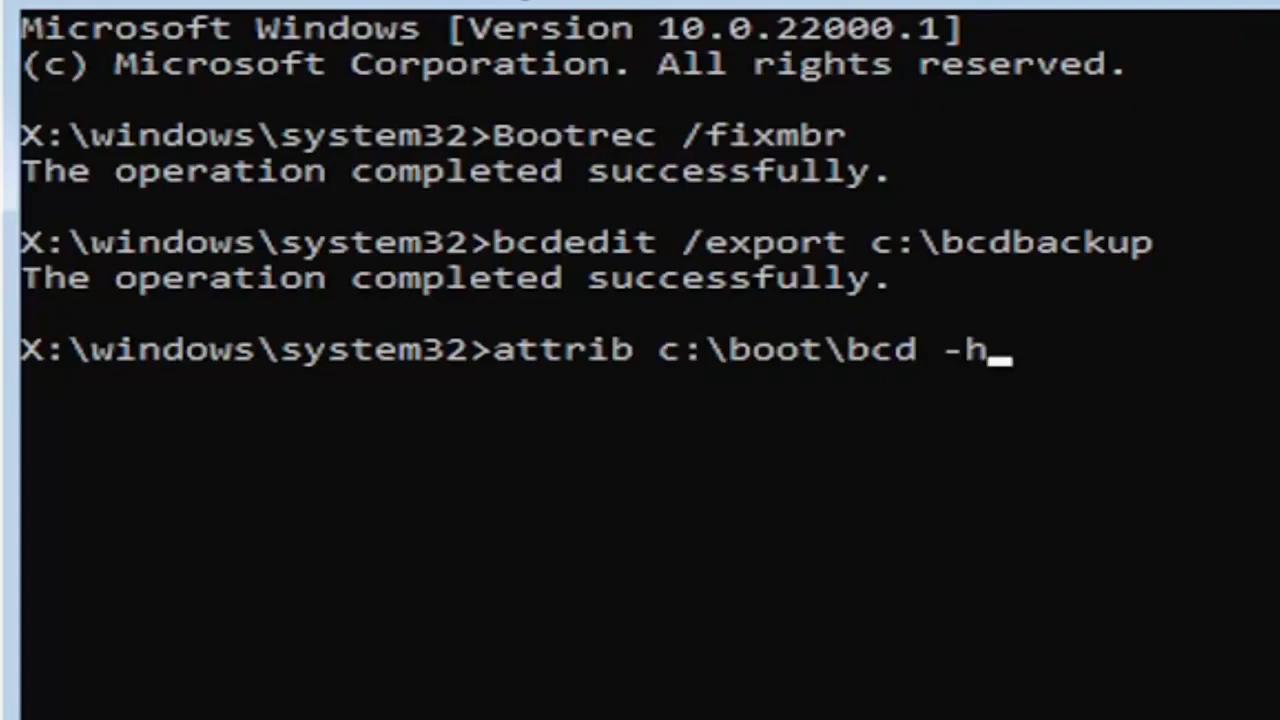 Microsoft Windows [Version 10.0.22000.1]
(c) Microsoft Corporation. All rights reserved.
X:\windows\system32>Bootrec /fixmbr
The operation completed successfully.
X:\windows\system32>bcdedit /export c:\bcdbackup
The operation completed successfully.
X:\windows\system32>attrib c:\boot\bcd -h